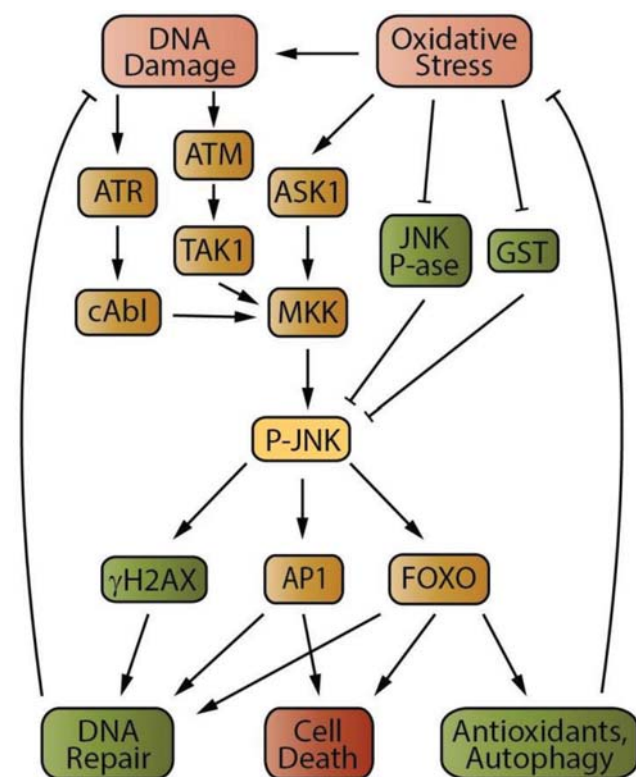 DNA
Damage
Oxidative
Stress
ATM
ATR
ASK1
TAK1
JNK
P-ase
GST
cAbl
MKK
P-JNK
γH2AX
AP1
FOXO
DNA
Repair
Cell
Death
Antioxidants,
Autophagy